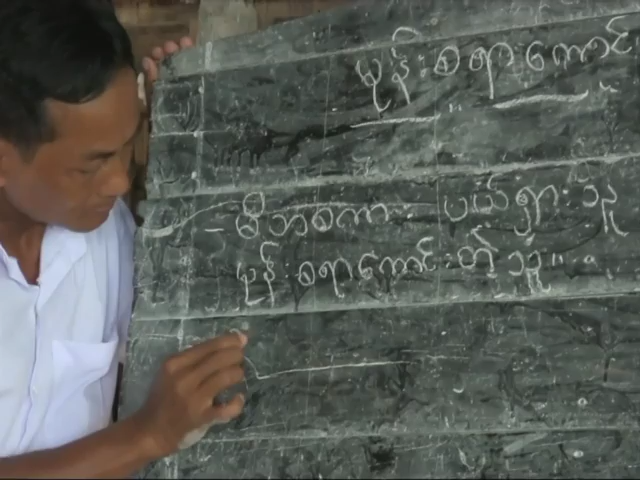 မုန်းစရာကောင်
- မိဘစကား ပယ်ရှားသူ
မုန်းစရာကောင်းတဲ့သူ။